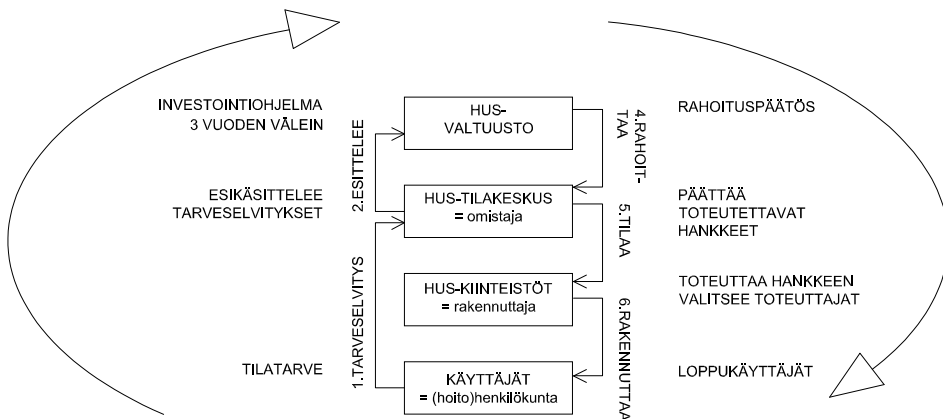 INVESTOINTIOHJELMA
3 VUODEN VÄLEIN
HUS-
VALTUUSTO
RAHOITUSPÄÄTÖS
2.ESITTELEE
4.RAHOIT-
TAA
ESIKÄSITTELEE
TARVESELVITYKSET
HUS-TILAKESKUS
= omistaja
PÄÄTTÄÄ
TOTEUTETTAVAT
HANKKEET
5.TILAA
1.TARVESELVITYS
HUS-KIINTEISTÖT
= rakennuttaja
TOTEUTTAA HANKKEEN
VALITSEE TOTEUTTAJAT
6.RAKENNUTTAA
TILATARVE
KÄYTTÄJÄT
= (hoito)henkilökunta
LOPPUKÄYTTÄJÄT